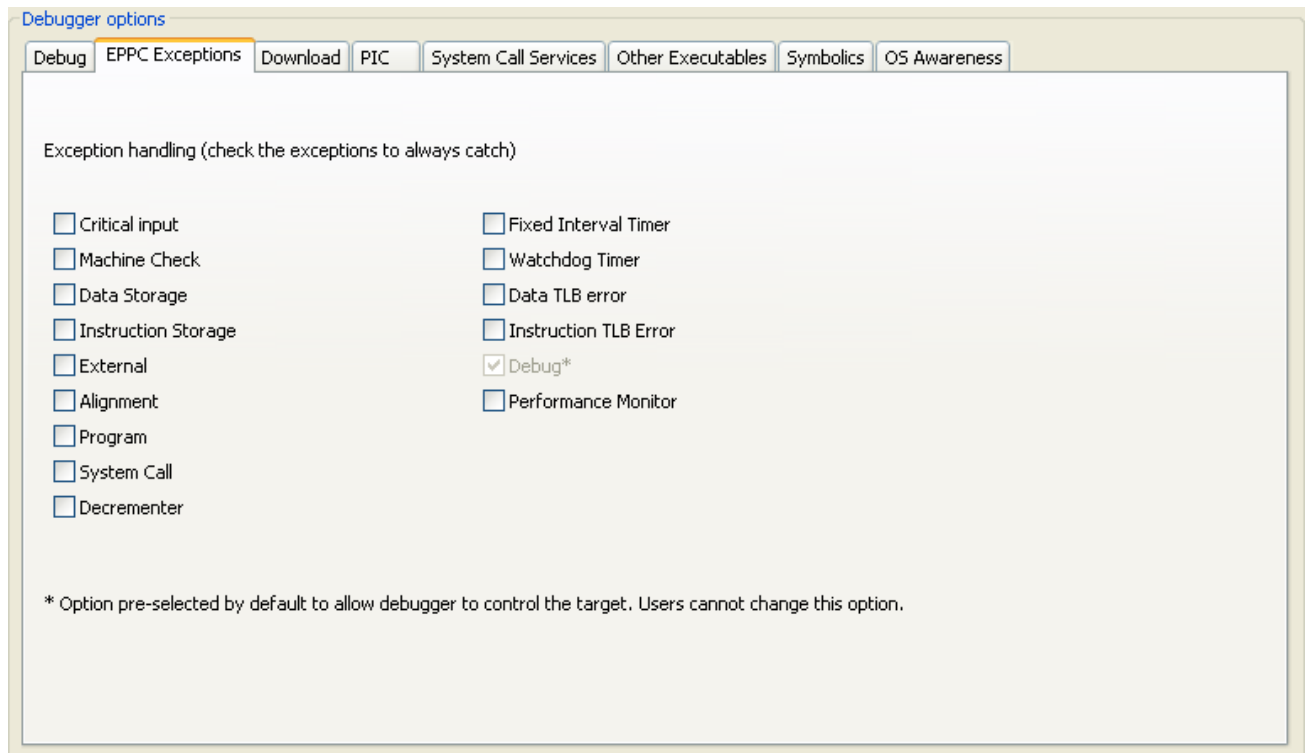 Debugger options
Debug EPPC Exceptions Download PIC System Call Services Other Executables Symbolics OS Awareness
Exception handling (check the exceptions to always catch)
Critical input Fixed Interval Timer
Machine Check Watchdog Timer
Data Storage Data TLB error
Instruction Storage Instruction TLB Error
External Debug*
Alignment Performance Monitor
Program
System Call
Decrementer
* Option pre-selected by default to allow debugger to control the target. Users cannot change this option.